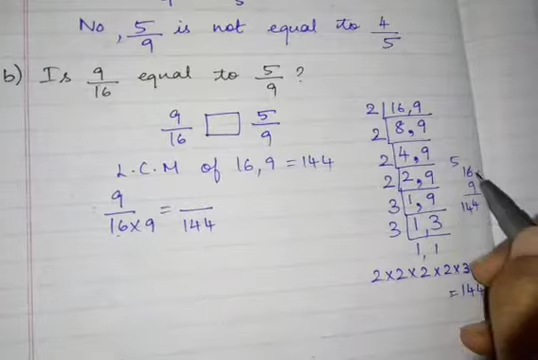 No, 5/9 is not equal to 4/5
b) Is 9/16 equal to 5/9 ?
9/16 □ 5/9
L.C.M of 16,9 = 144
9/16×9 = /144
2 | 16,9
2 | 8,9
2 | 4,9
2 | 2,9
3 | 1,9
3 | 1,3
1,1
2×2×2×2×3
=144
5
16
9
144